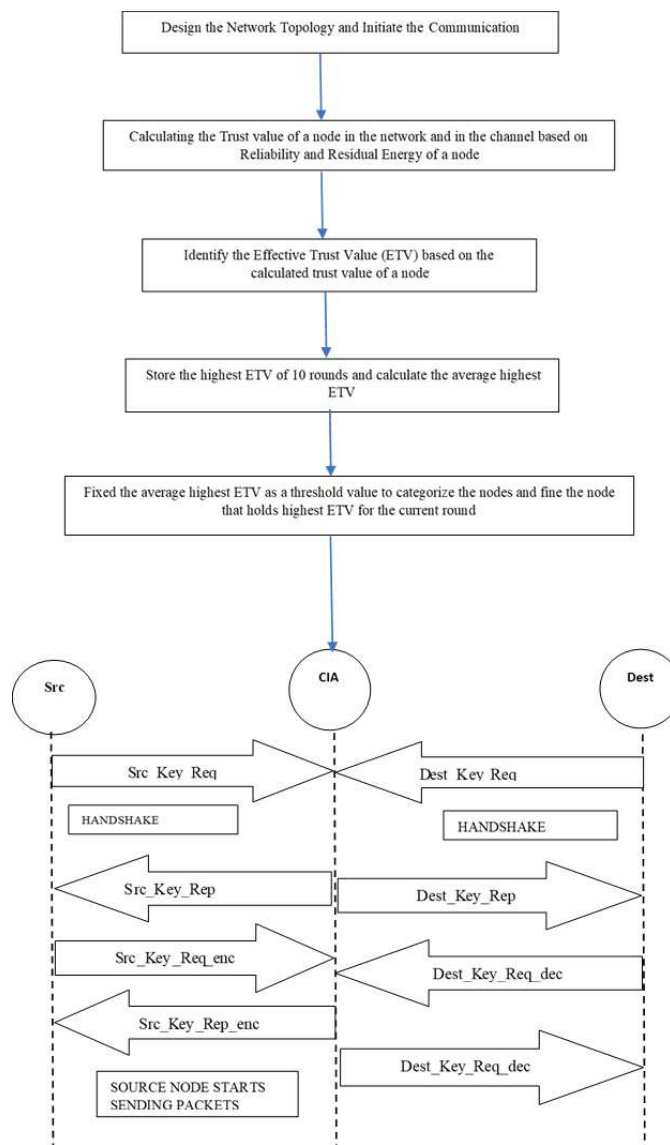 Design the Network Topology and Initiate the Communication
Calculating the Trust value of a node in the network and in the channel based on
Reliability and Residual Energy of a node
Identify the Effective Trust Value (ETV) based on the
calculated trust value of a node
Store the highest ETV of 10 rounds and calculate the average highest
ETV
Fixed the average highest ETV as a threshold value to categorize the nodes and fine the node
that holds highest ETV for the current round
Src
CIA
Dest
Src_Key_Req
Dest_Key_Req
HANDSHAKE
HANDSHAKE
Src_Key_Rep
Dest_Key_Rep
Src_Key_Req_enc
Dest_Key_Req_dec
Src_Key_Rep_enc
Dest_Key_Req_dec
SOURCE NODE STARTS
SENDING PACKETS